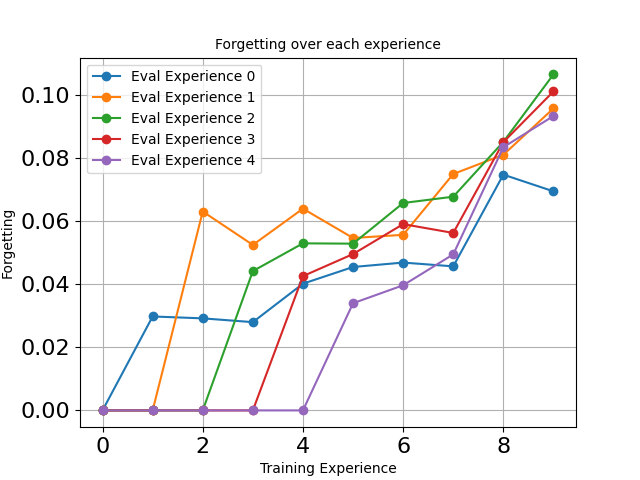 Forgetting over each experience
Eval Experience 0
Eval Experience 1
Eval Experience 2
Eval Experience 3
Eval Experience 4
0.10
0.08
0.06
0.04
0.02
0.00
Forgetting
0 2 4 6 8
Training Experience